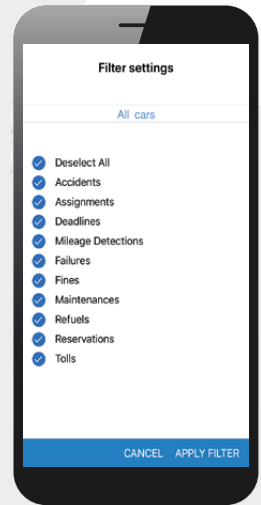 Filter settings
All cars
Deselect All
Accidents
Assignments
Deadlines
Mileage Detections
Failures
Fines
Maintenances
Refuels
Reservations
Tolls
CANCEL APPLY FILTER